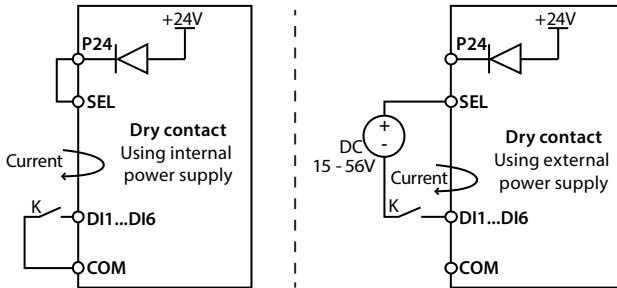 +24V
P24
SEL
Dry contact
Using internal
power supply
Current
K
DI1...DI6
COM
+24V
P24
SEL
+
-
DC
15 - 56V
Dry contact
Using external
power supply
Current
K
DI1...DI6
COM